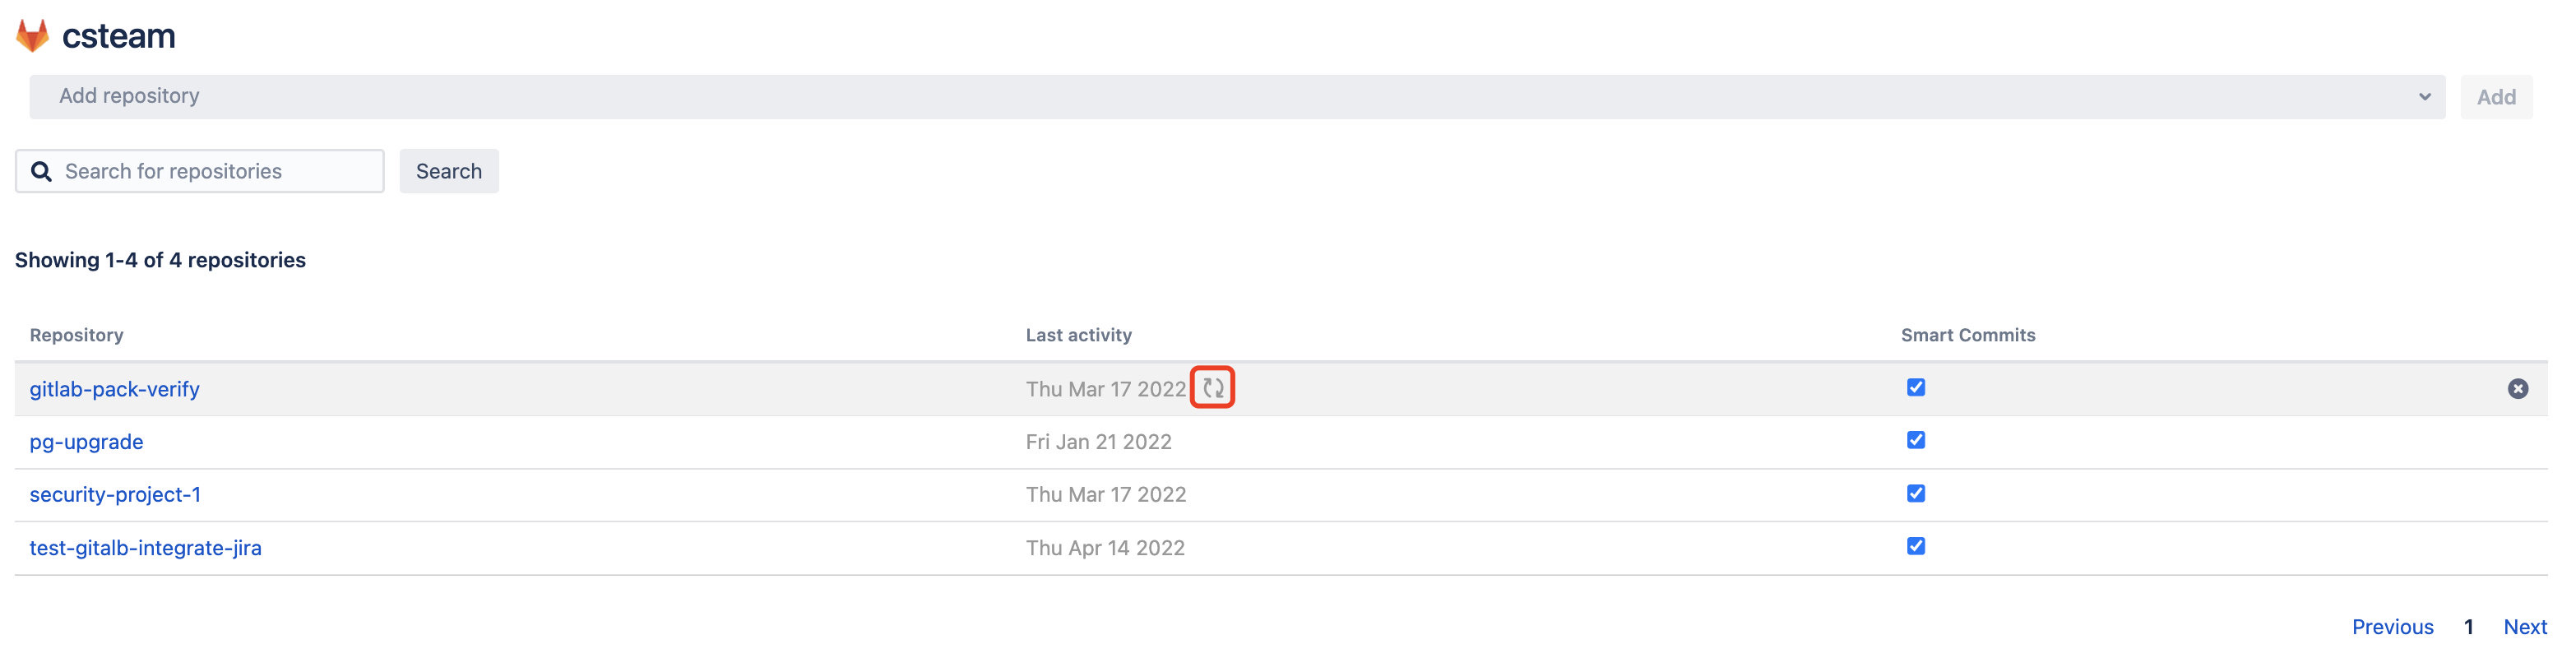 csteam
Add repository Add
Search for repositories Search
Showing 1-4 of 4 repositories
Repository Last activity Smart Commits
gitlab-pack-verify Thu Mar 17 2022
pg-upgrade Fri Jan 21 2022
security-project-1 Thu Mar 17 2022
test-gitalb-integrate-jira Thu Apr 14 2022
Previous 1 Next